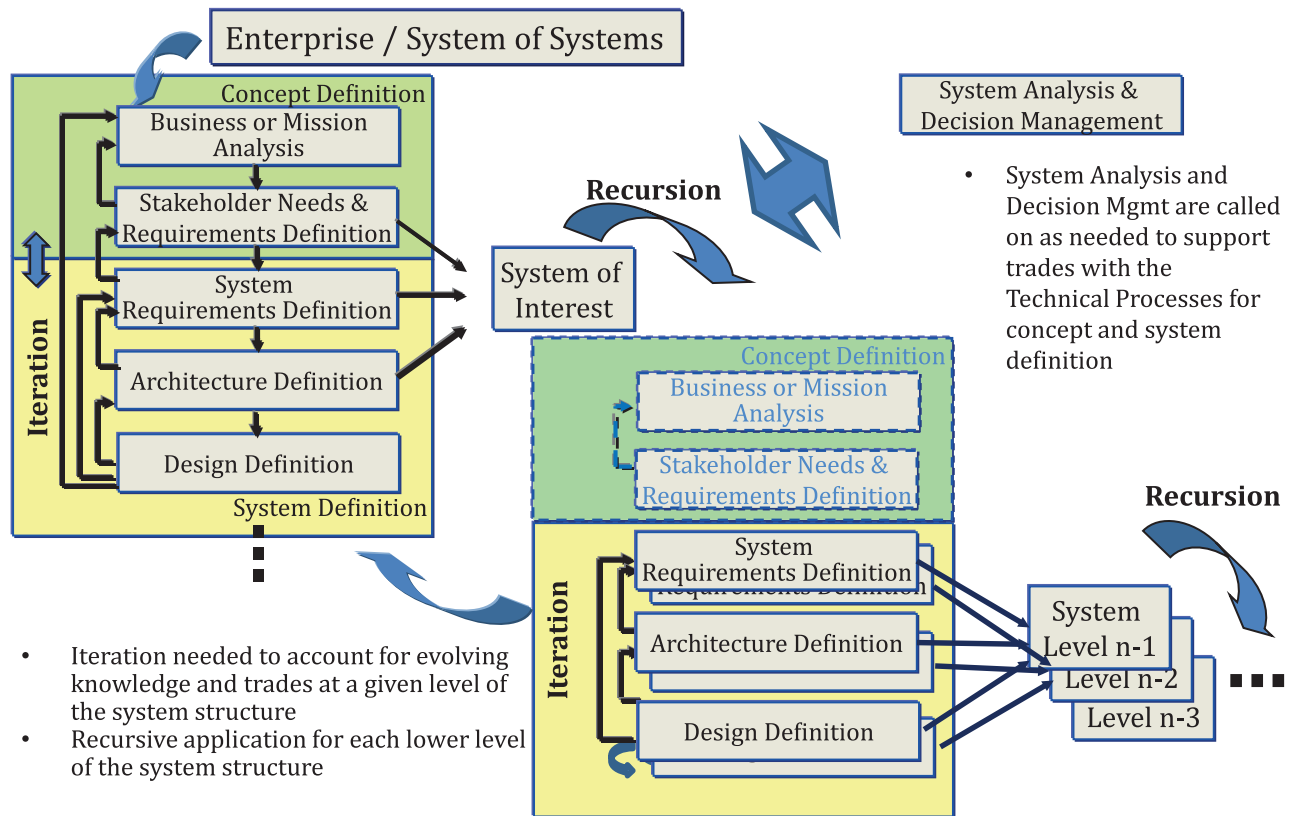 Enterprise / System of Systems
Concept Definition
Business or Mission
Analysis
Stakeholder Needs &
Requirements Definition
System
Requirements Definition
Architecture Definition
Design Definition
System Definition
Iteration
System of
Interest
Recursion
System Analysis &
Decision Management
• System Analysis and
Decision Mgmt are called
on as needed to support
trades with the
Technical Processes for
concept and system
definition
Concept Definition
Business or Mission
Analysis
Stakeholder Needs &
Requirements Definition
System
Requirements Definition
Requirements Definition
Architecture Definition
Design Definition
Iteration
Recursion
System
Level n-1
Level n-2
Level n-3
• Iteration needed to account for evolving
knowledge and trades at a given level of
the system structure
• Recursive application for each lower level
of the system structure